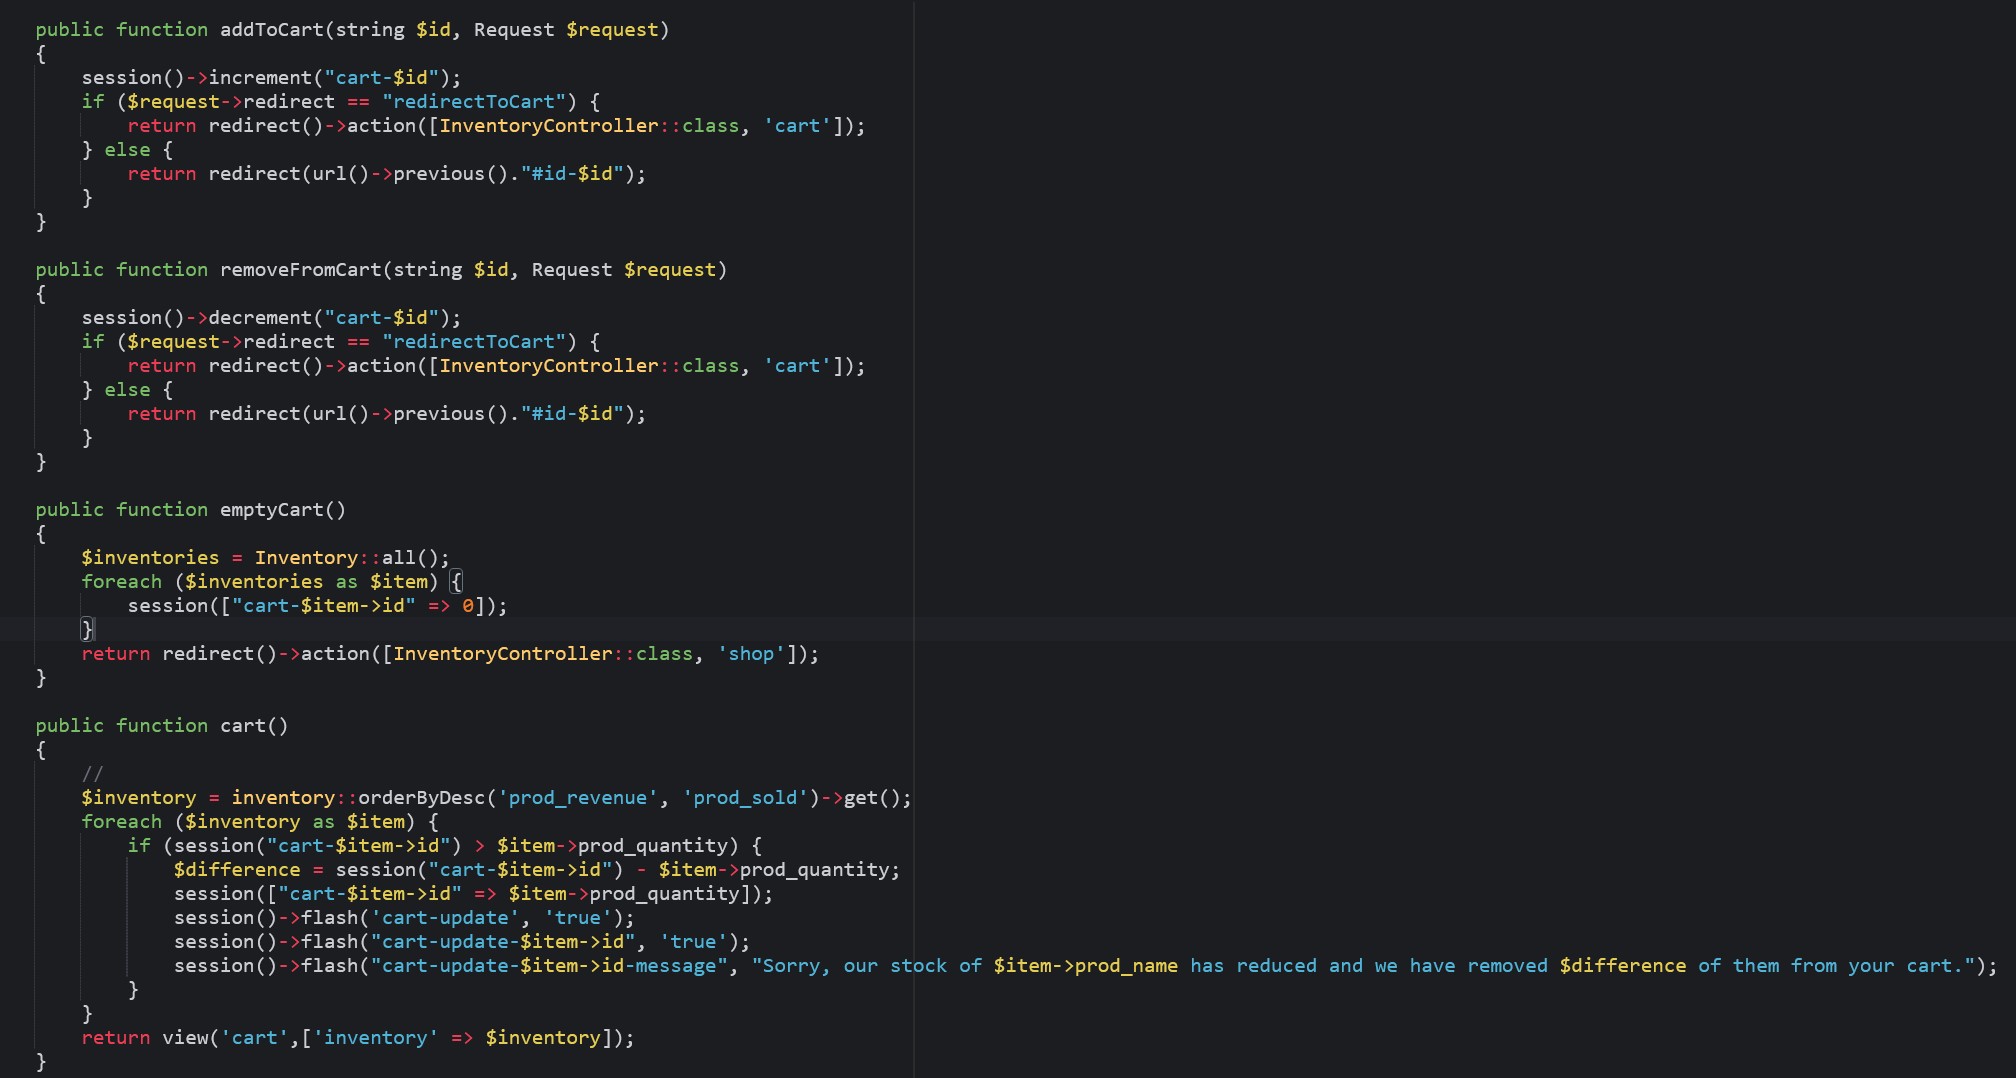 public function addToCart(string $id, Request $request)
{
    session()->increment("cart-$id");
    if ($request->redirect == "redirectToCart") {
        return redirect()->action([InventoryController::class, 'cart']);
    } else {
        return redirect(url()->previous()."#id-$id");
    }
}

public function removeFromCart(string $id, Request $request)
{
    session()->decrement("cart-$id");
    if ($request->redirect == "redirectToCart") {
        return redirect()->action([InventoryController::class, 'cart']);
    } else {
        return redirect(url()->previous()."#id-$id");
    }
}

public function emptyCart()
{
    $inventories = Inventory::all();
    foreach ($inventories as $item) {
        session(["cart-$item->id" => 0]);
    }
    return redirect()->action([InventoryController::class, 'shop']);
}

public function cart()
{
    //
    $inventory = inventory::orderByDesc('prod_revenue', 'prod_sold')->get();
    foreach ($inventory as $item) {
        if (session("cart-$item->id") > $item->prod_quantity) {
            $difference = session("cart-$item->id") - $item->prod_quantity;
            session(["cart-$item->id" => $item->prod_quantity]);
            session()->flash('cart-update', 'true');
            session()->flash("cart-update-$item->id", 'true');
            session()->flash("cart-update-$item->id-message", "Sorry, our stock of $item->prod_name has reduced and we have removed $difference of them from your cart.");
        }
    }
    return view('cart',['inventory' => $inventory]);
}